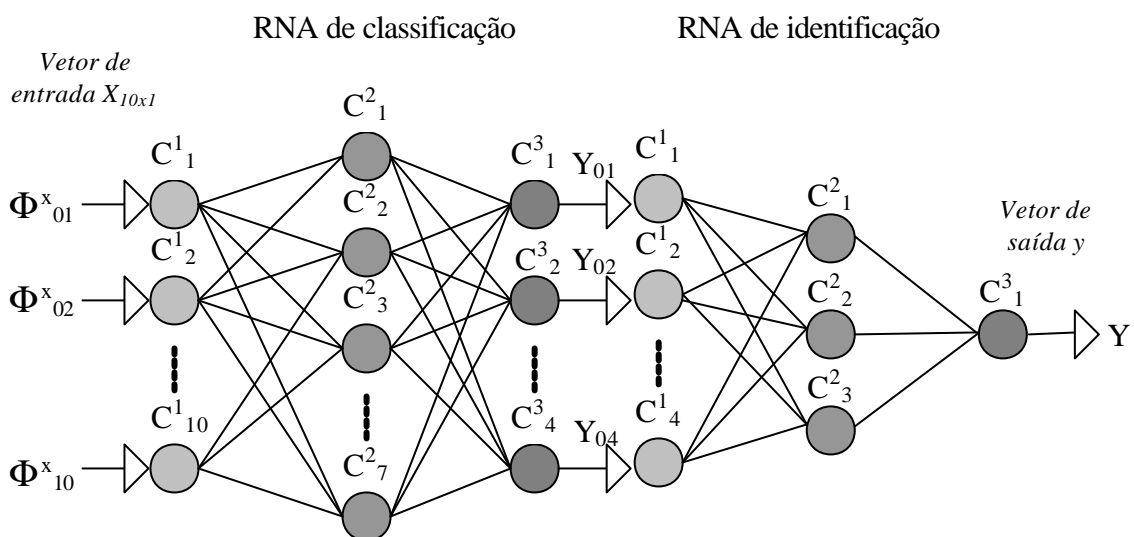 RNA de classificação
RNA de identificação
Vetor de
entrada X₁₀ₓ₁
C¹₁
C²₁
C³₁
Y₀₁
C¹₁
Φˣ₀₁
C²₂
C²₁
Vetor de
saída y
C¹₂
C³₂
Y₀₂
C¹₂
Φˣ₀₂
C²₃
C²₂
C³₁
Y
C¹₁₀
C³₄
Y₀₄
C¹₄
C²₃
Φˣ₁₀
C²₇